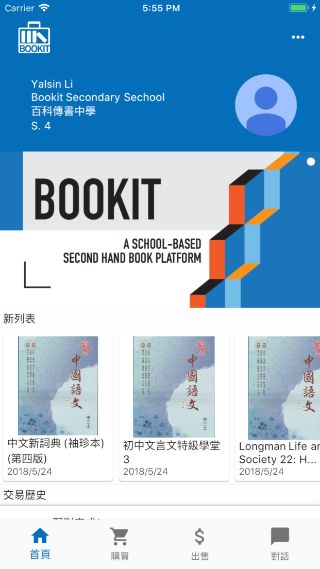 Carrier 5:55 PM
BOOKIT
Yalsin Li
Bookit Secondary Sechool
百科傳書中學
S. 4
BOOKIT
A SCHOOL-BASED
SECOND HAND BOOK PLATFORM
新列表
中國語文
中國語文
中國語文
中文新詞典 (袖珍本)
(第四版)
2018/5/24
初中文言文特級學堂
3
2018/5/24
Longman Life an
Society 22: H...
2018/5/24
交易歷史
首頁
購買
出售
對話